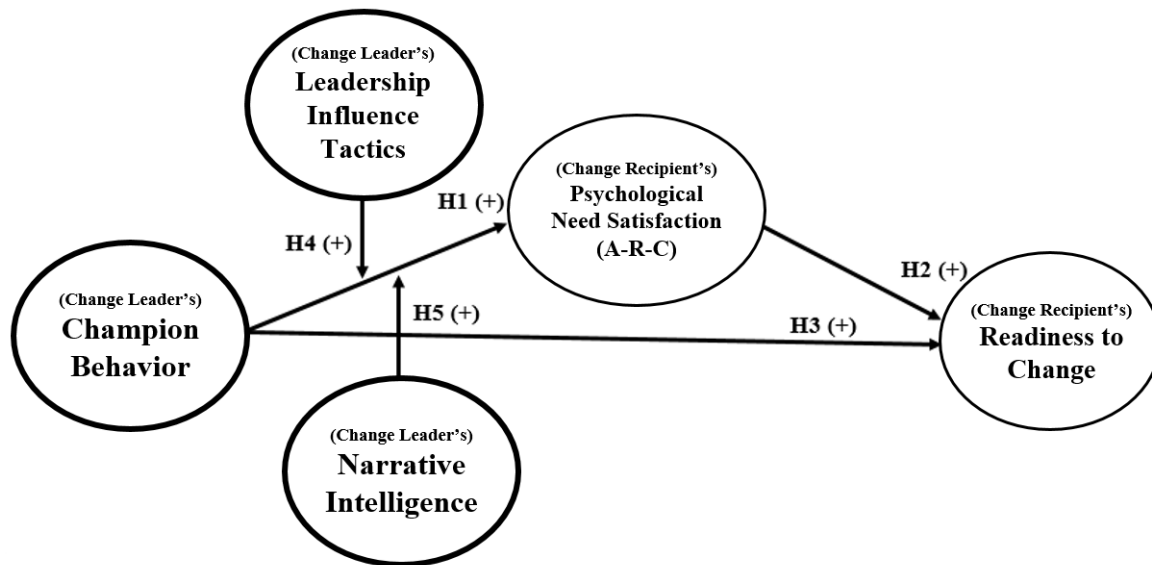 (Change Leader's)
Leadership
Influence
Tactics
(Change Recipient's)
Psychological
Need Satisfaction
(A-R-C)
H1 (+)
H4 (+)
H2 (+)
(Change Leader's)
Champion
Behavior
H5 (+)
H3 (+)
(Change Recipient's)
Readiness to
Change
(Change Leader's)
Narrative
Intelligence